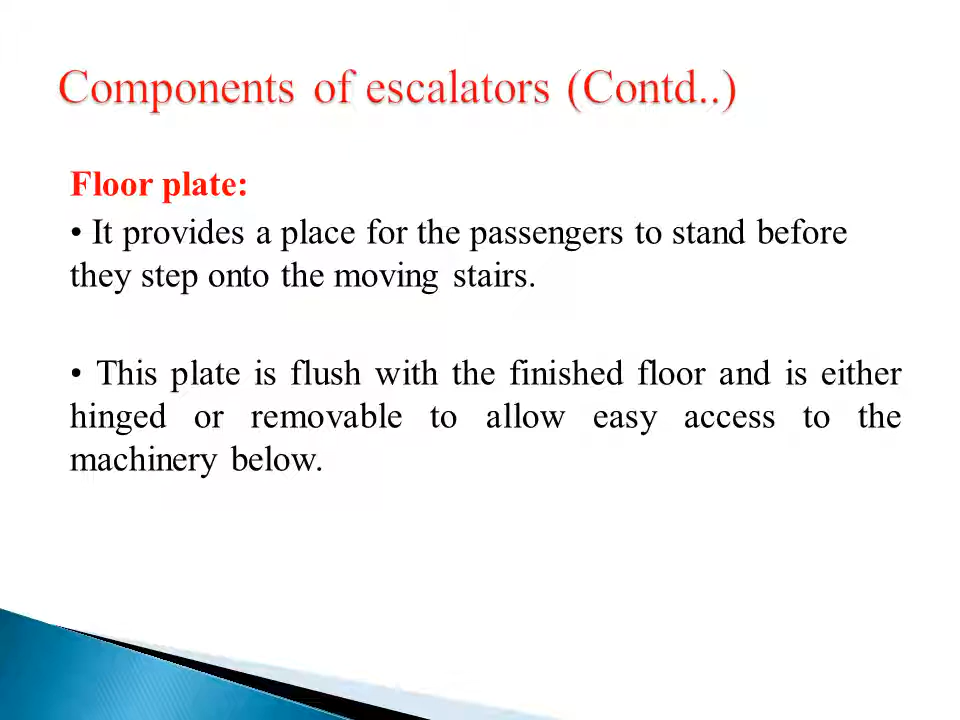 Components of escalators (Contd..)
Floor plate:
• It provides a place for the passengers to stand before
they step onto the moving stairs.
• This plate is flush with the finished floor and is either
hinged or removable to allow easy access to the
machinery below.